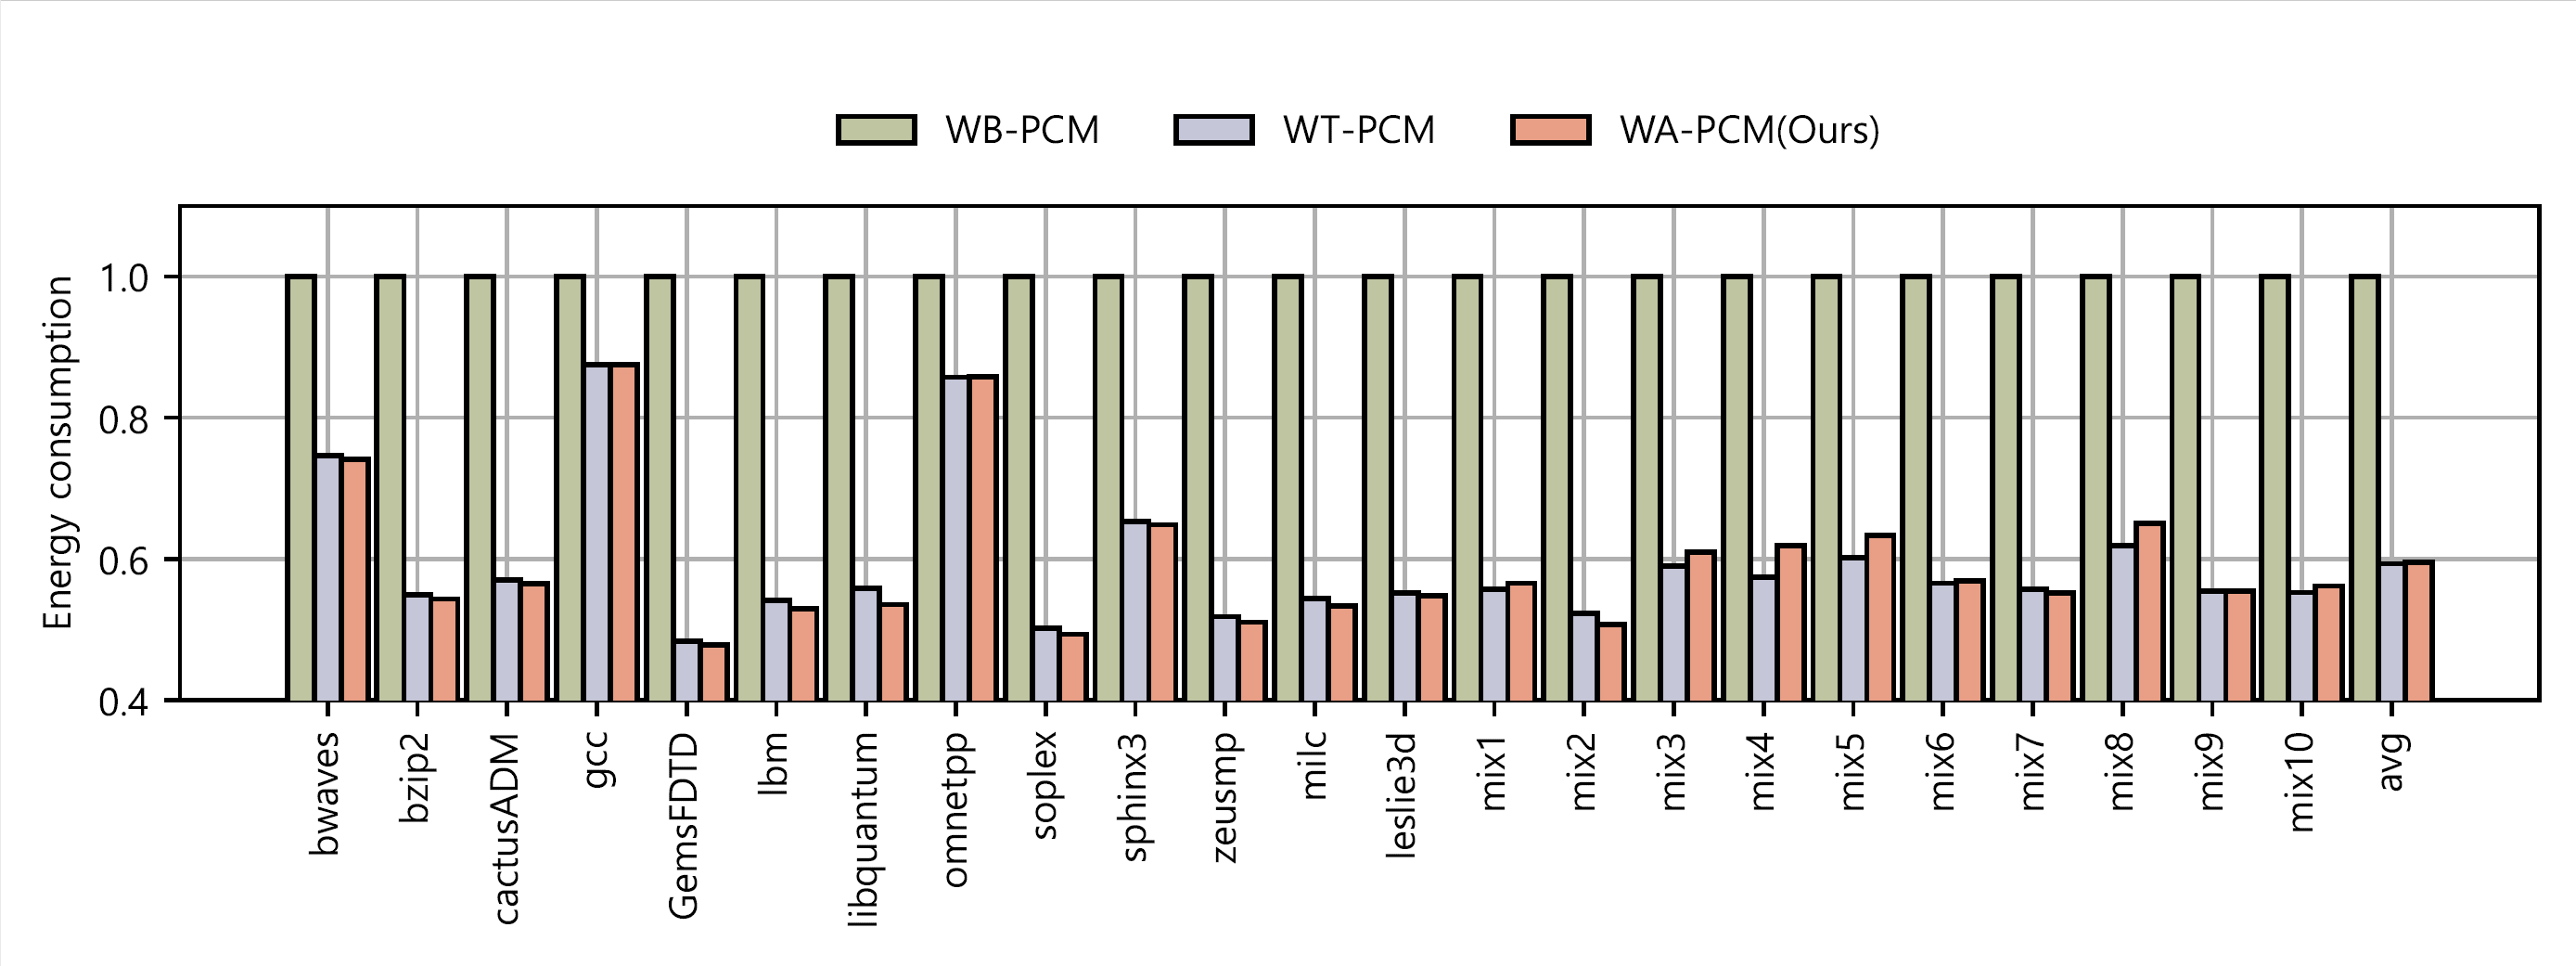 WB-PCM WT-PCM WA-PCM(Ours)
Energy consumption
1.0
0.8
0.6
0.4
bwaves bzip2 cactusADM gcc GemsFDTD lbm libquantum omnetpp soplex sphinx3 zeusmp milc leslie3d mix1 mix2 mix3 mix4 mix5 mix6 mix7 mix8 mix9 mix10 avg